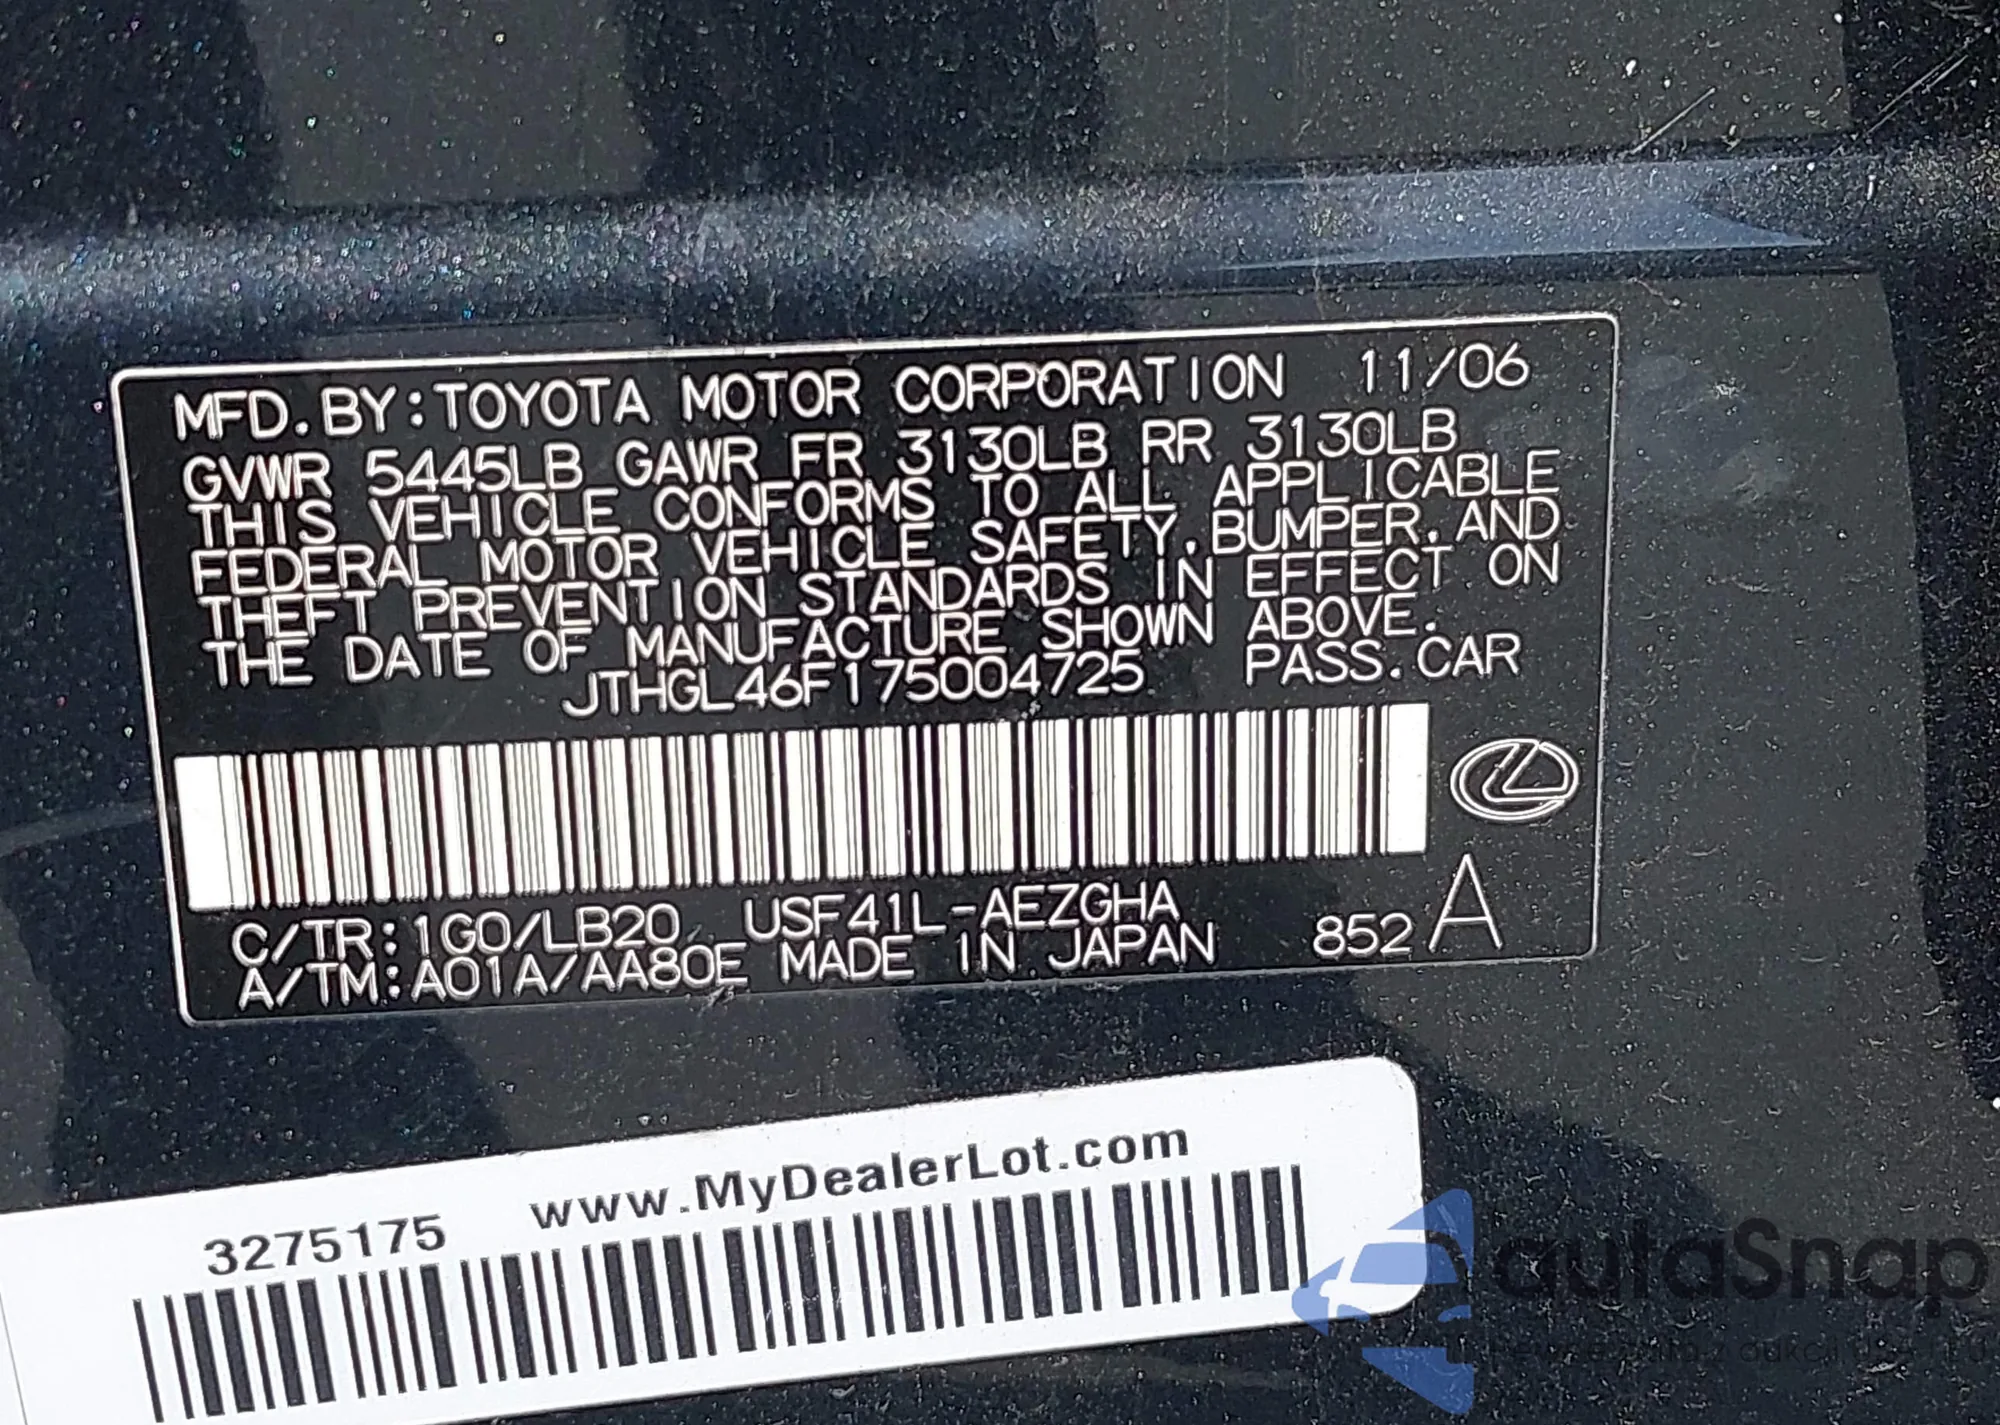 MFD. BY: TOYOTA MOTOR CORPORATION 11/06
GVWR 5445LB GAWR FR 3130LB RR 3130LB
THIS VEHICLE CONFORMS TO ALL APPLICABLE
FEDERAL MOTOR VEHICLE SAFETY, BUMPER, AND
THEFT PREVENTION STANDARDS IN EFFECT ON
THE DATE OF MANUFACTURE SHOWN ABOVE.
JTHGL46F175004725 PASS. CAR
C/TR: 1G0/LB20 USF41L-AEZGHA
A/TM: A01A/AA80E MADE IN JAPAN 852 A
3275175 www.MyDealerLot.com
autaSnap